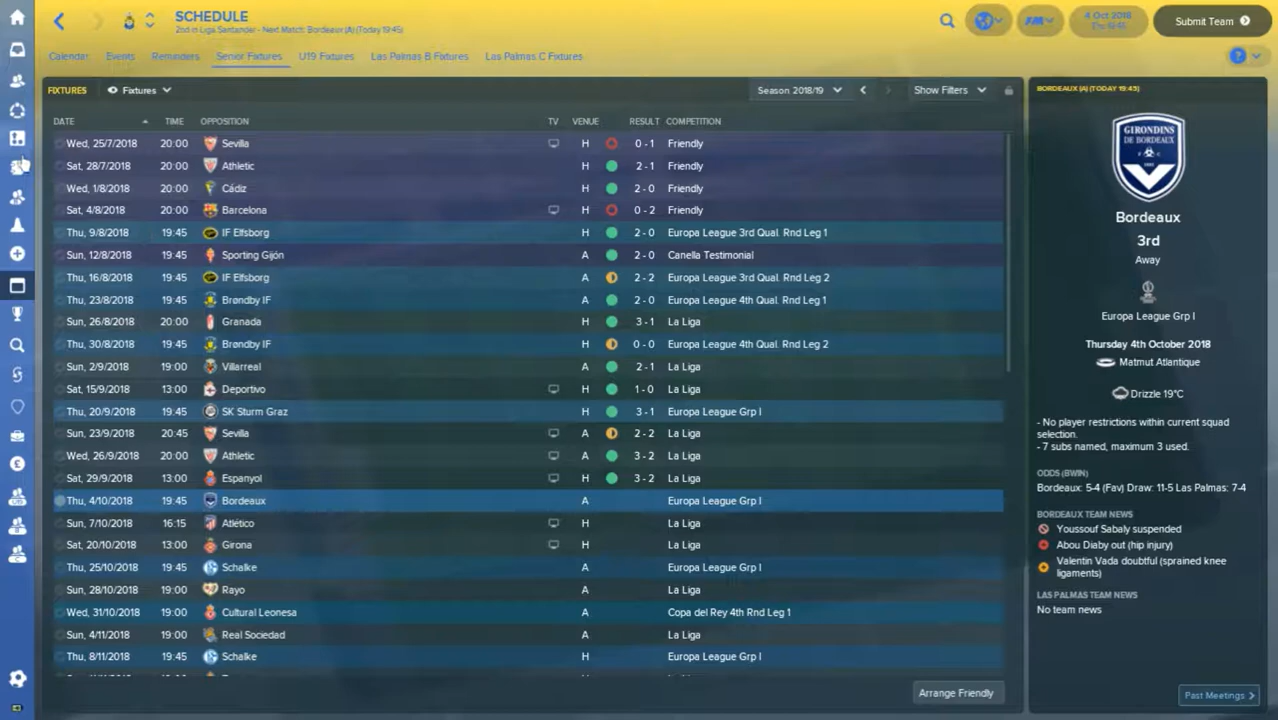 SCHEDULE
2nd in Liga Santander - Next Match: Bordeaux (A) (Today 19:45)
FM
4 Oct 2018
Submit Team
Calendar Events Reminders Senior Fixtures U19 Fixtures Las Palmas B Fixtures Las Palmas C Fixtures
?
FIXTURES Fixtures Season 2018/19 Show Filters
DATE TIME OPPOSITION TV VENUE RESULT COMPETITION
Wed, 25/7/2018 20:00 Sevilla H 0 - 1 Friendly
Sat, 28/7/2018 20:00 Athletic H 2 - 1 Friendly
Wed, 1/8/2018 20:00 Cádiz H 2 - 0 Friendly
Sat, 4/8/2018 20:00 Barcelona H 0 - 2 Friendly
Thu, 9/8/2018 19:45 IF Elfsborg H 2 - 0 Europa League 3rd Qual. Rnd Leg 1
Sun, 12/8/2018 19:45 Sporting Gijón A 2 - 0 Canella Testimonial
Thu, 16/8/2018 19:45 IF Elfsborg A 2 - 2 Europa League 3rd Qual. Rnd Leg 2
Thu, 23/8/2018 19:45 Brøndby IF A 2 - 0 Europa League 4th Qual. Rnd Leg 1
Sun, 26/8/2018 20:00 Granada H 3 - 1 La Liga
Thu, 30/8/2018 19:45 Brøndby IF H 0 - 0 Europa League 4th Qual. Rnd Leg 2
Sun, 2/9/2018 19:00 Villarreal A 2 - 1 La Liga
Sat, 15/9/2018 13:00 Deportivo H 1 - 0 La Liga
Thu, 20/9/2018 19:45 SK Sturm Graz H 3 - 1 Europa League Grp I
Sun, 23/9/2018 20:45 Sevilla A 2 - 2 La Liga
Wed, 26/9/2018 20:00 Athletic A 3 - 2 La Liga
Sat, 29/9/2018 13:00 Espanyol H 3 - 2 La Liga
Thu, 4/10/2018 19:45 Bordeaux A Europa League Grp I
Sun, 7/10/2018 16:15 Atlético H La Liga
Sat, 20/10/2018 13:00 Girona H La Liga
Thu, 25/10/2018 19:45 Schalke A Europa League Grp I
Sun, 28/10/2018 19:00 Rayo A La Liga
Wed, 31/10/2018 19:00 Cultural Leonesa A Copa del Rey 4th Rnd Leg 1
Sun, 4/11/2018 19:00 Real Sociedad A La Liga
Thu, 8/11/2018 19:45 Schalke H Europa League Grp I
Arrange Friendly
BORDEAUX (A) (TODAY 19:45)
GIRONDINS
DE BORDEAUX
Bordeaux
3rd
Away
Europa League Grp I
Thursday 4th October 2018
Matmut Atlantique
Drizzle 19°C
- No player restrictions within current squad
selection.
- 7 subs named, maximum 3 used.
ODDS (BWIN)
Bordeaux: 5-4 (Fav) Draw: 11-5 Las Palmas: 7-4
BORDEAUX TEAM NEWS
Youssouf Sabaly suspended
Abou Diaby out (hip injury)
Valentin Vada doubtful (sprained knee
ligaments)
LAS PALMAS TEAM NEWS
No team news
Past Meetings